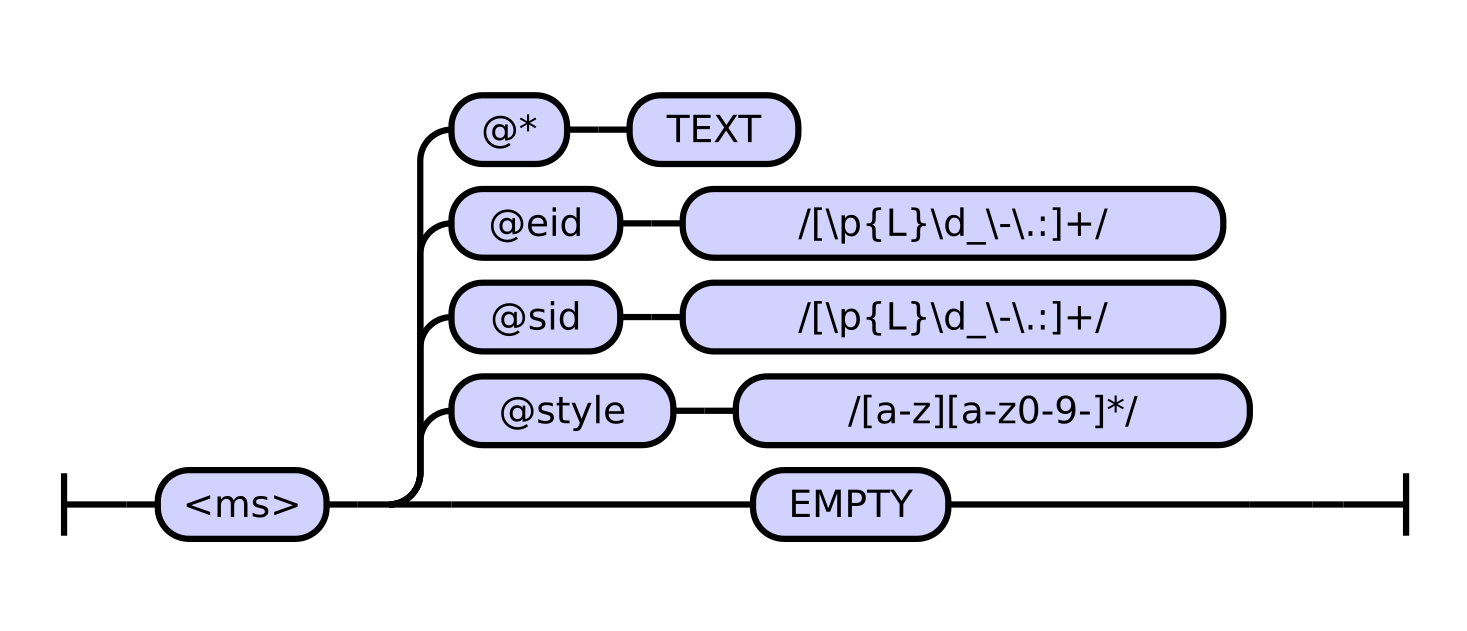 @* TEXT
@eid /[\p{L}\d_\-\.:]+/
@sid /[\p{L}\d_\-\.:]+/
@style /[a-z][a-z0-9-]*/
<ms> EMPTY